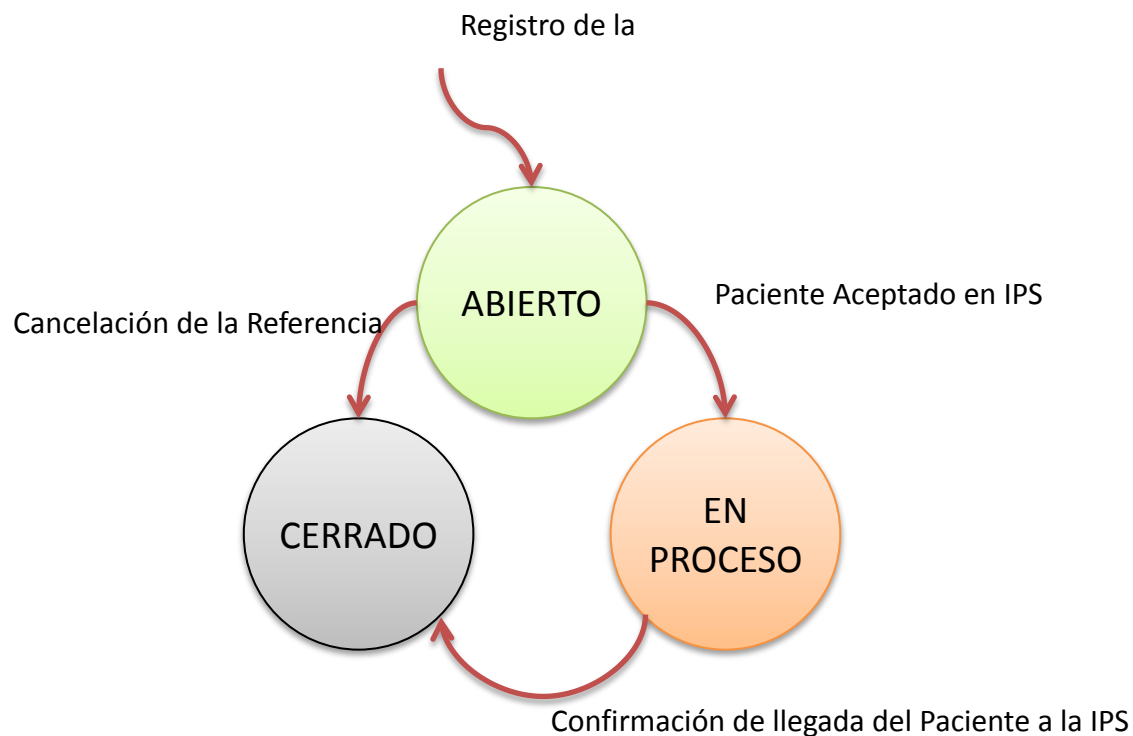 Registro de la
ABIERTO
Paciente Aceptado en IPS
Cancelación de la Referencia
CERRADO
EN
PROCESO
Confirmación de llegada del Paciente a la IPS